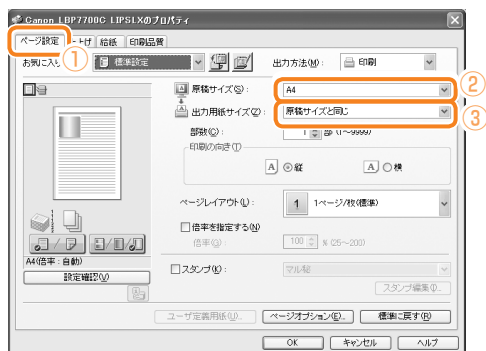 Canon LBP7700C LIPSLXのプロパティ
ページ設定 上げ 給紙 印刷品質
①
お気に入り 標準設定 出力方法(M): 印刷
原稿サイズ(S): A4 ②
出力用紙サイズ(Z): 原稿サイズと同じ ③
部数(C): 1 部 (1～9999)
印刷の向き(T)
A 縦 A 横
ページレイアウト(L): 1 1ページ/枚(標準)
倍率を指定する(N)
倍率(G): 100 % (25～200)
A4(倍率:自動)
スタンプ(K): マル秘
設定確認(V)
スタンプ編集(I)...
ユーザ定義用紙(U)... ページオプション(E)... 標準に戻す(R)
OK キャンセル ヘルプ